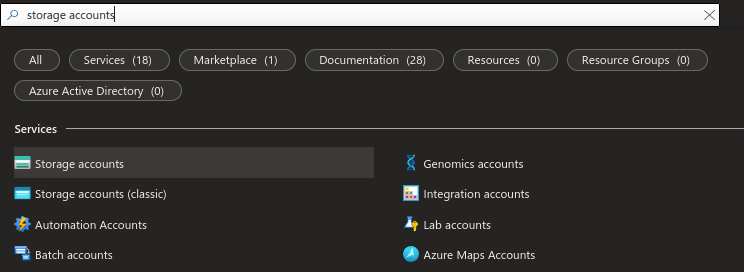 storage accounts
All Services (18) Marketplace (1) Documentation (28) Resources (0) Resource Groups (0)
Azure Active Directory (0)
Services
Storage accounts Genomics accounts
Storage accounts (classic) Integration accounts
Automation Accounts Lab accounts
Batch accounts Azure Maps Accounts